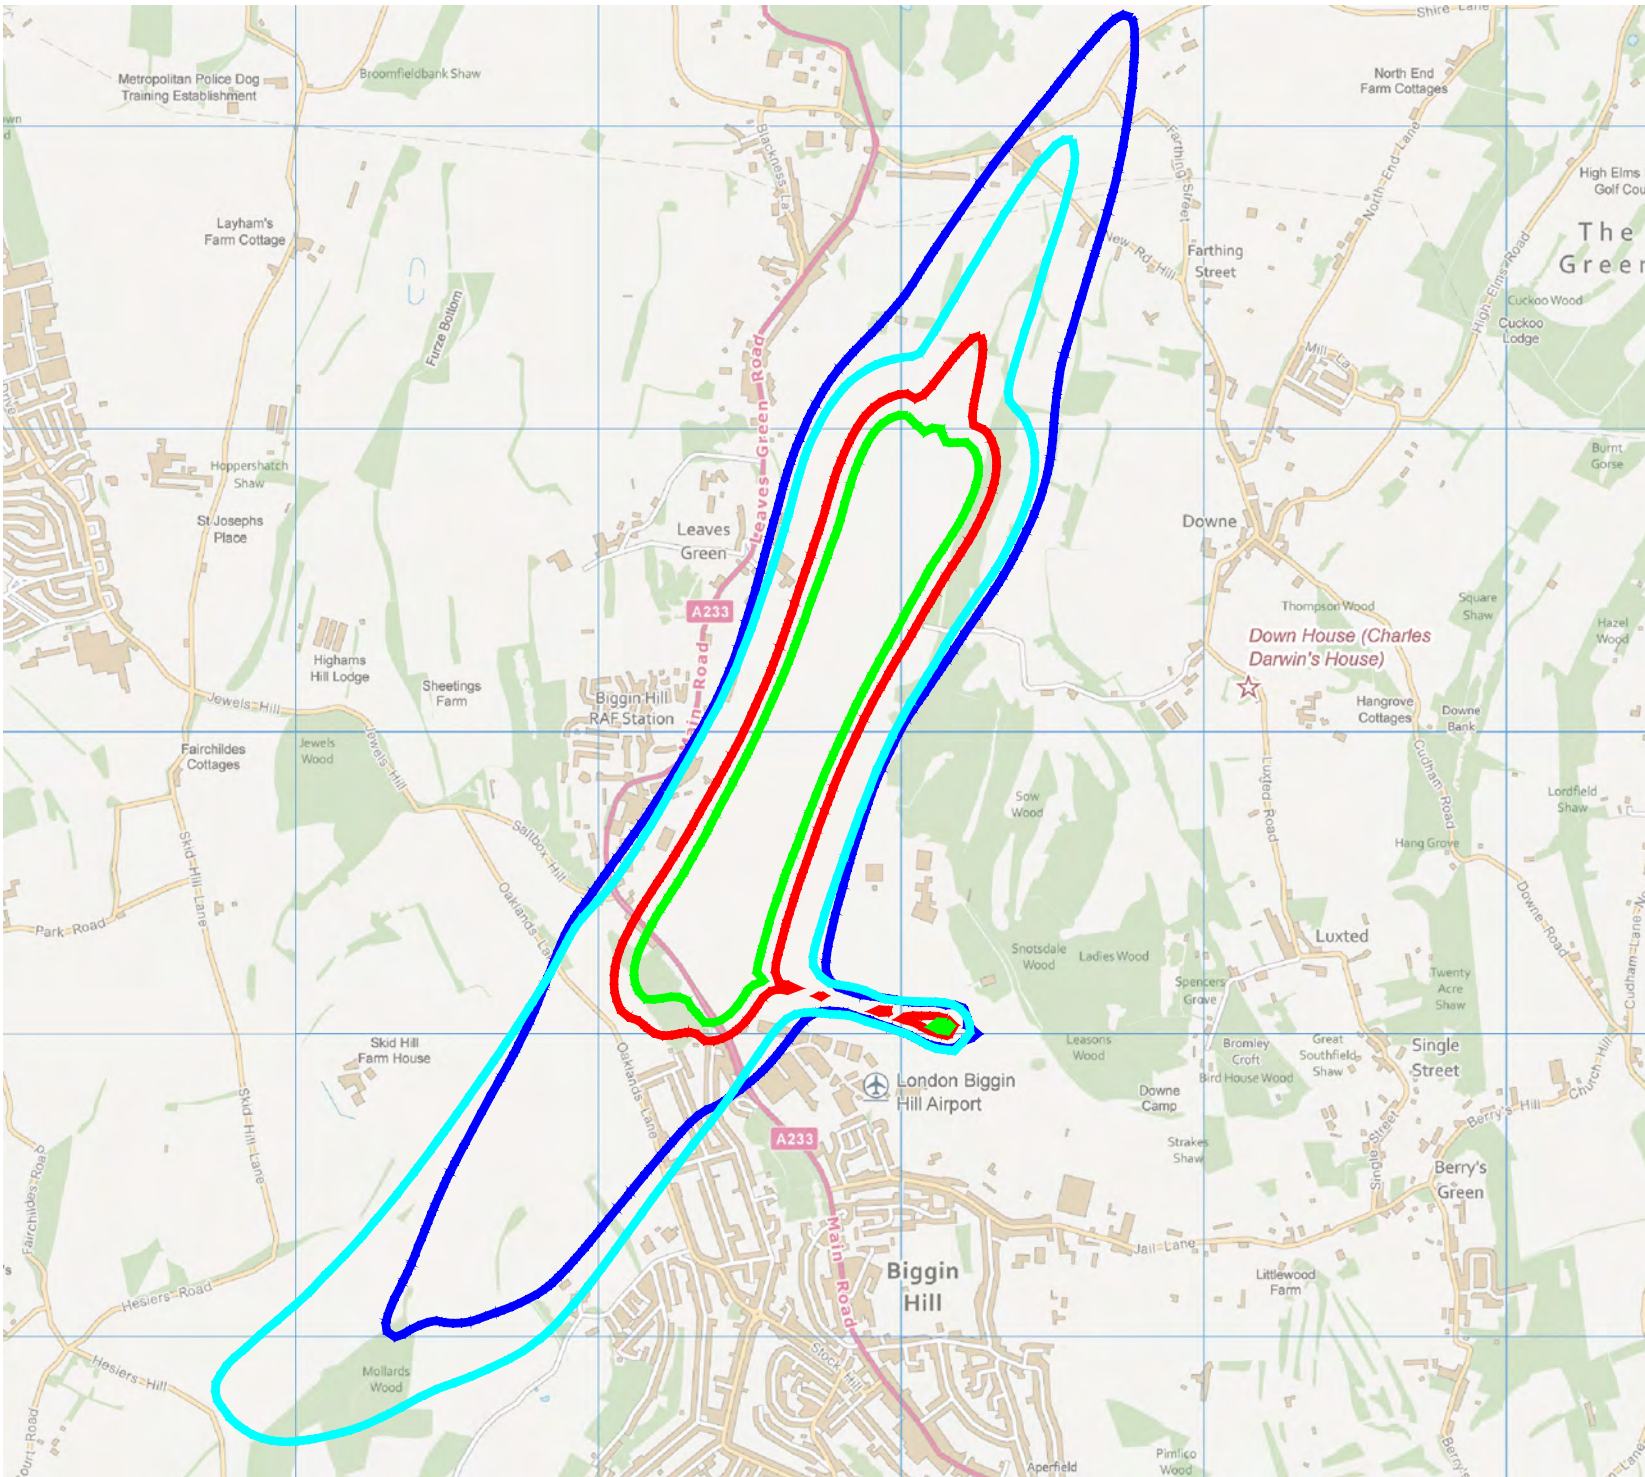 Shire Lane
Metropolitan Police Dog
Training Establishment
Broomfieldbank Shaw
North End
Farm Cottages
Blackness La
Farthing Street
North End Lane
High Elms
Golf Cou
Layham's
Farm Cottage
The
Green
New Rd Hill
Farthing
Street
High Elms Road
Cuckoo Wood
Cuckoo
Lodge
Furze Bottom
Mill La
Leaves Green Road
Burnt
Gorse
Hoppershatch
Shaw
St Josephs
Place
Leaves
Green
Downe
A233
Thompson Wood
Square
Shaw
Hazel
Wood
Down House (Charles
Darwin's House)
Highams
Hill Lodge
Sheetings
Farm
Main Road
Biggin Hill
RAF Station
Jewels Hill
Hangrove
Cottages
Downe
Bank
Fairchildes
Cottages
Jewels
Wood
Jewels Hill
Luxted Road
Cudham Road
Sow
Wood
Lordfield
Shaw
Saltbox Hill
Hang Grove
Skid Hill Lane
Oaklands La
Downe Road
Park Road
Luxted
Snotsdale
Wood
Ladies Wood
Spencers
Grove
Twenty
Acre
Shaw
Cudham Lane N
Skid Hill
Farm House
Leasons
Wood
Bromley
Croft
Great
Southfield
Shaw
Single
Street
Bird House Wood
Oaklands Lane
London Biggin
Hill Airport
Downe
Camp
Berry's Hill
Church Hill
Skid Hill Lane
A233
Strakes
Shaw
Single Street
Berry's
Green
Fairchildes Road
Main Road
Jail Lane
Biggin
Hill
Littlewood
Farm
Hesiers Road
Hesiers Hill
Mollards
Wood
Stock Hill
Court Road
Aperfield
Pimlico
Wood
Berry's